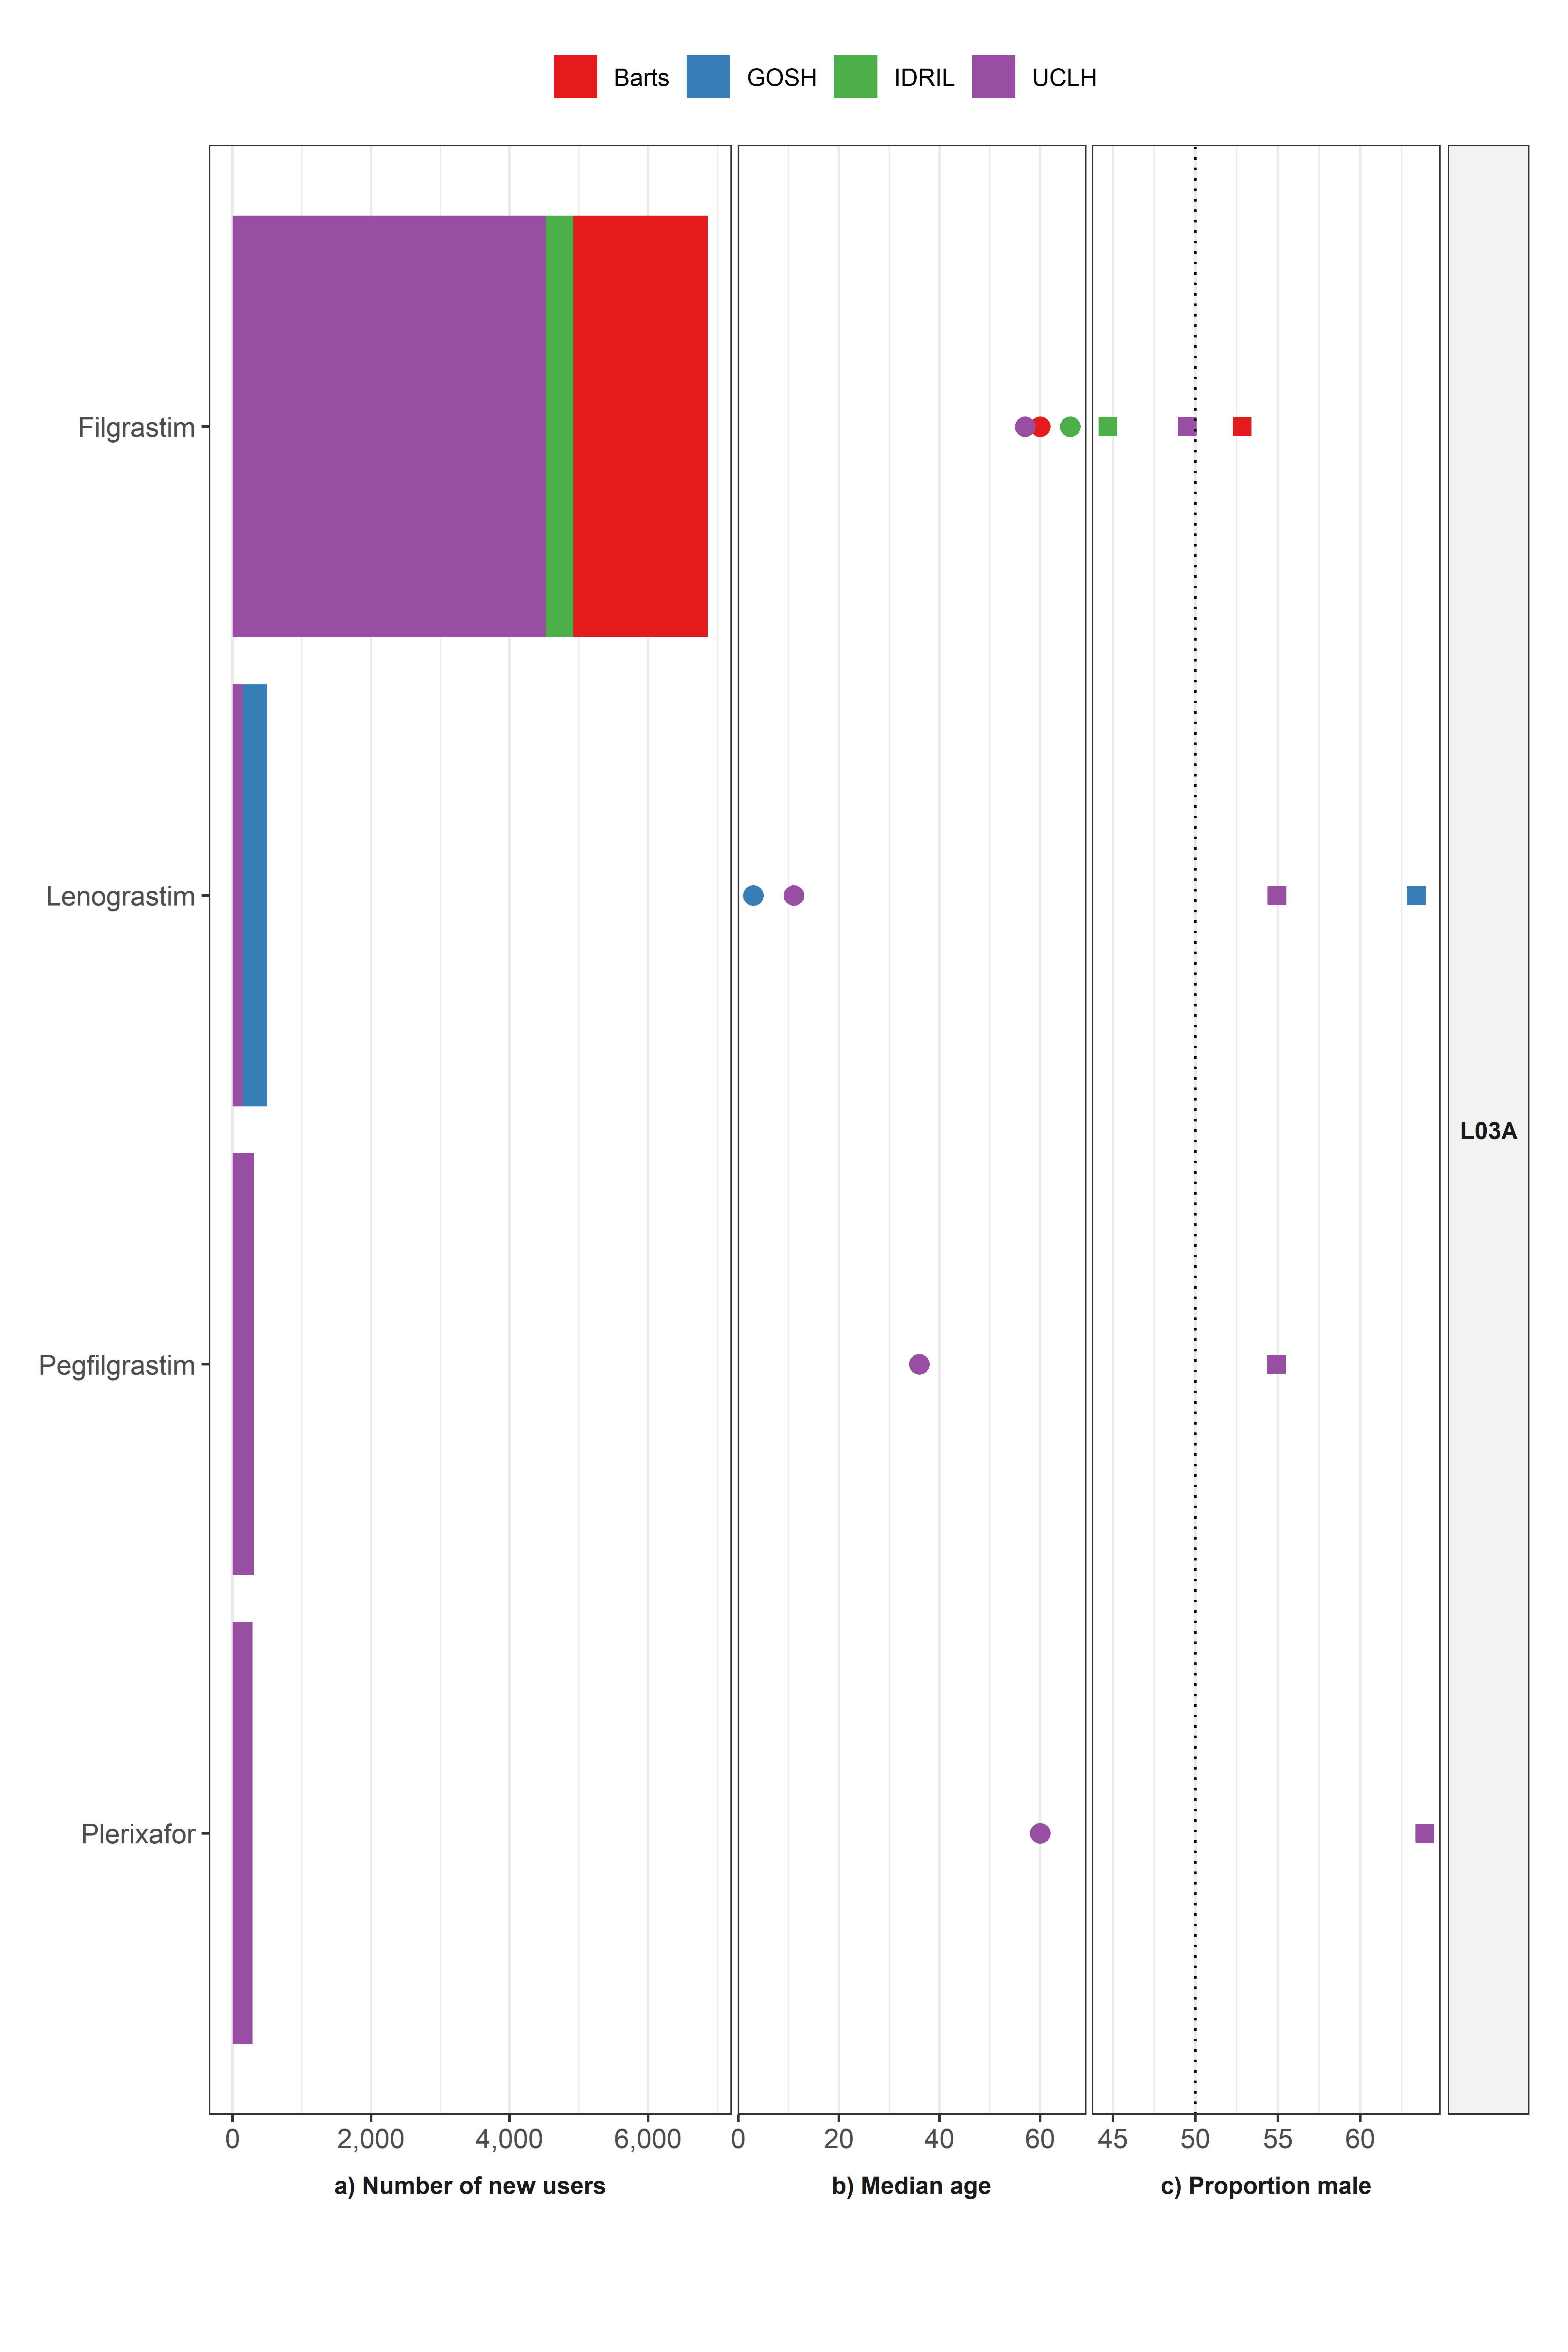 Barts GOSH IDRIL UCLH
Filgrastim
Lenograstim
L03A
Pegfilgrastim
Plerixafor
0 2,000 4,000 6,000 0 20 40 60 45 50 55 60
a) Number of new users b) Median age c) Proportion male